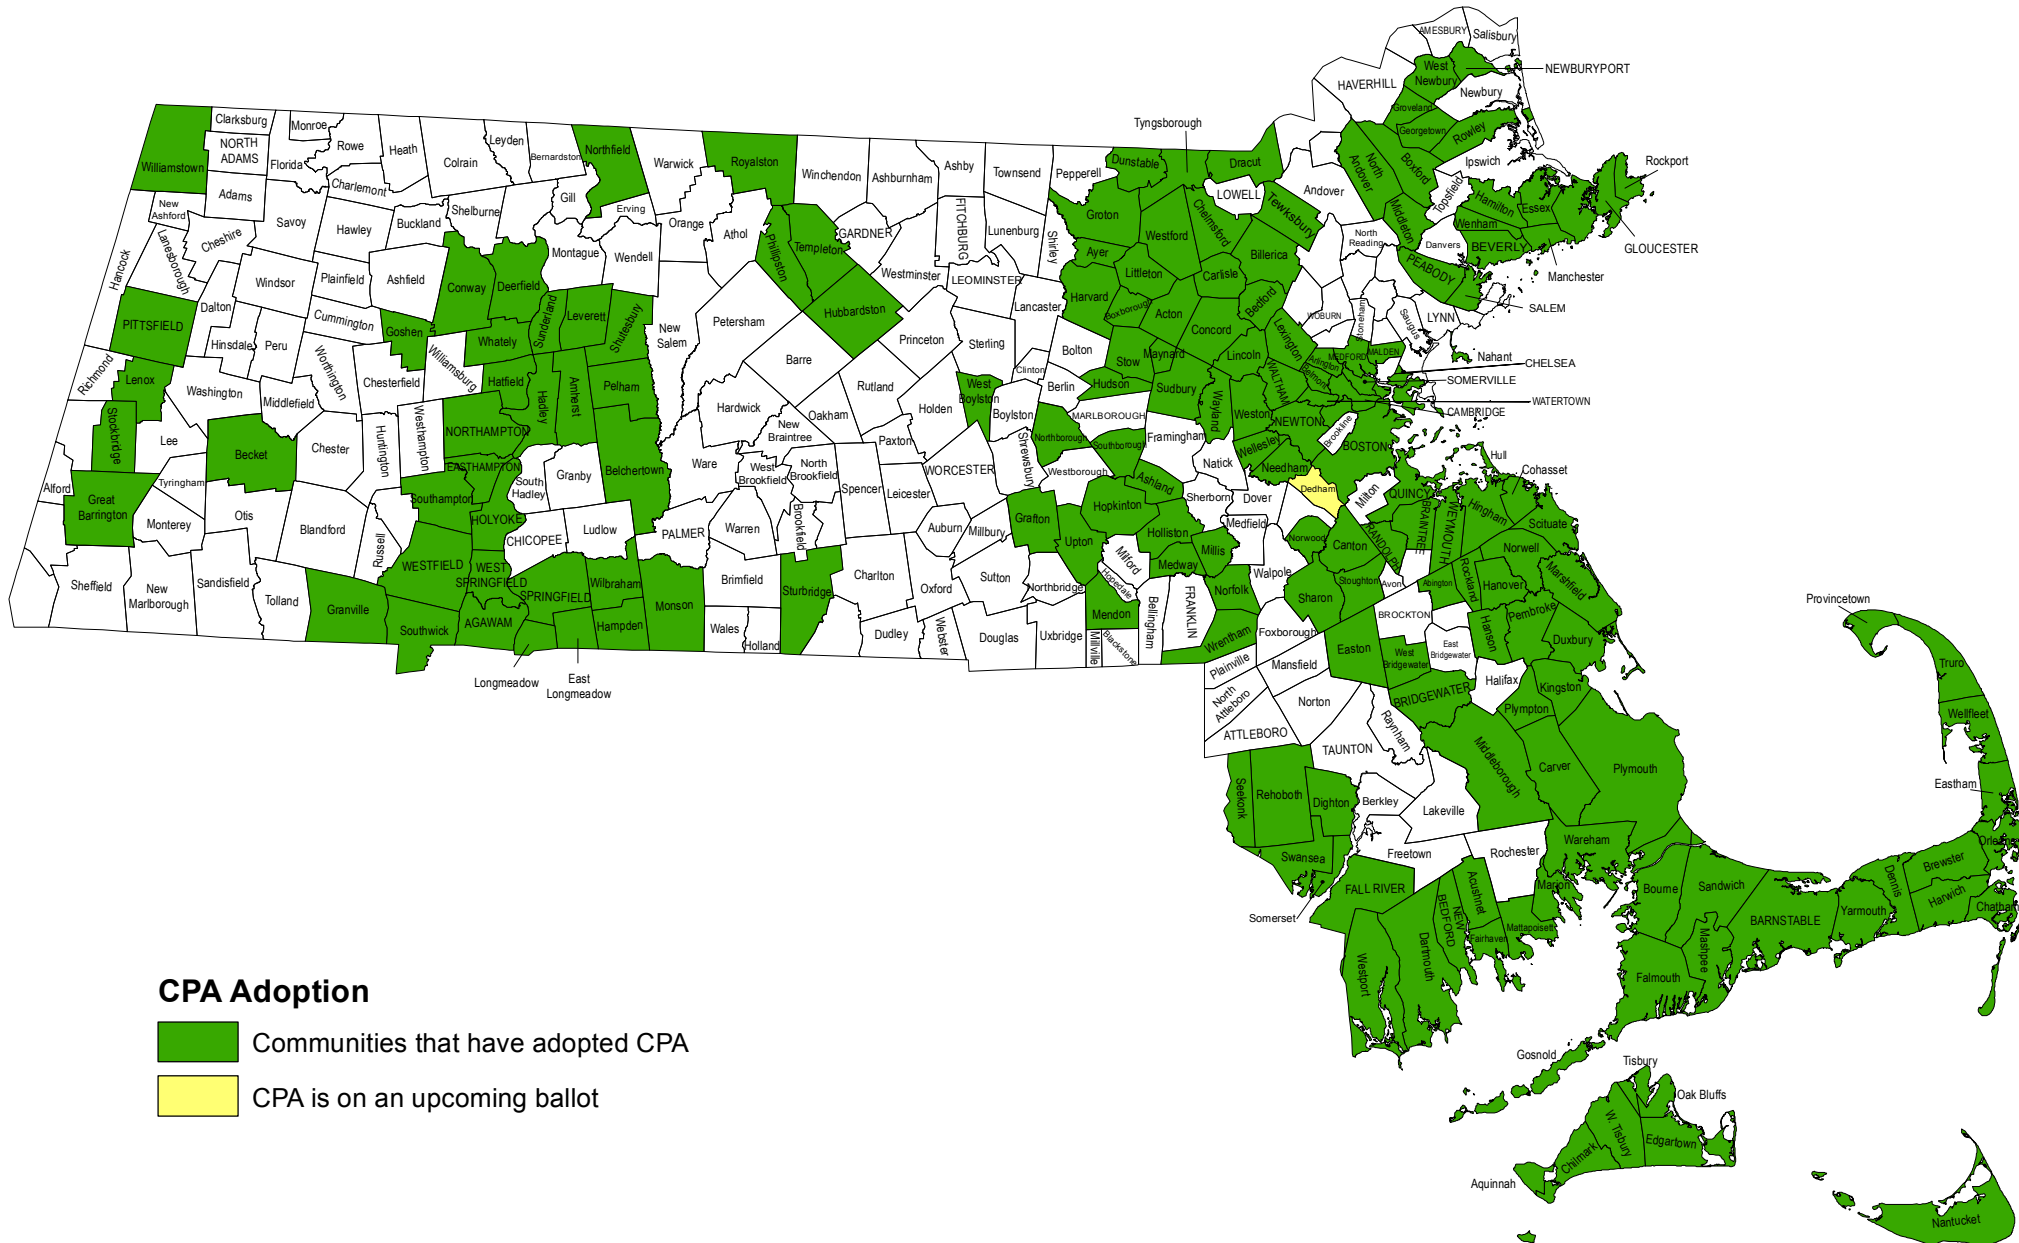 AMESBURY
Salisbury
West
Newbury
NEWBURYPORT
HAVERHILL
Newbury
Groveland
Georgetown
Rowley
Tyngsborough
Clarksburg
Monroe
NORTH
ADAMS
Rowe
Heath
Leyden
Colrain
Bernardston
Northfield
Warwick
Royalston
Winchendon
Ashburnham
Ashby
Townsend
Pepperell
Dunstable
Dracut
North
Andover
Boxford
Ipswich
Rockport
Williamstown
Florida
Charlemont
Adams
Andover
LOWELL
Tewksbury
Topsfield
Hamilton
Essex
New
Ashford
Savoy
Hawley
Buckland
Shelburne
Gill
Erving
Orange
Athol
Phillipston
Templeton
GARDNER
FITCHBURG
Lunenburg
Shirley
Groton
Westford
Chelmsford
Middleton
Wenham
Danvers
BEVERLY
GLOUCESTER
Manchester
North
Reading
Hancock
Lanesborough
Cheshire
Windsor
Plainfield
Ashfield
Conway
Deerfield
Montague
Wendell
Westminster
LEOMINSTER
Lancaster
Ayer
Littleton
Carlisle
Billerica
PEABODY
SALEM
PITTSFIELD
Dalton
Cummington
Goshen
Whately
Sunderland
Leverett
Shutesbury
New
Salem
Petersham
Hubbardston
Princeton
Sterling
Harvard
Boxborough
Acton
Concord
Bedford
WOBURN
Stoneham
Saugus
LYNN
Nahant
Hinsdale
Peru
Worthington
Williamsburg
Chesterfield
Hatfield
Hadley
Amherst
Pelham
Barre
Rutland
Holden
Clinton
Bolton
Berlin
Stow
Maynard
Hudson
Sudbury
Lincoln
Lexington
Arlington
Belmont
MEDFORD
MALDEN
CHELSEA
SOMERVILLE
WATERTOWN
CAMBRIDGE
Richmond
Lenox
Washington
Middlefield
Stockbridge
Lee
Becket
Chester
Huntington
Westhampton
NORTHAMPTON
EASTHAMPTON
Belchertown
Hardwick
New
Braintree
Oakham
Paxton
West
Boylston
Boylston
Shrewsbury
Northborough
MARLBOROUGH
Southborough
Framingham
Wayland
Weston
WALTHAM
NEWTON
Brookline
BOSTON
Hull
Cohasset
Alford
Great
Barrington
Tyringham
Monterey
Otis
Blandford
Russell
Southampton
HOLYOKE
South
Hadley
Granby
Ware
West
Brookfield
North
Brookfield
Spencer
Leicester
WORCESTER
Westborough
Ashland
Natick
Wellesley
Needham
Dedham
Milton
QUINCY
BRAINTREE
WEYMOUTH
Hingham
Scituate
CHICOPEE
Ludlow
PALMER
Warren
Brookfield
Auburn
Millbury
Grafton
Upton
Hopkinton
Holliston
Sherborn
Dover
Medfield
Norwood
Canton
RANDOLPH
Norwell
Marshfield
Sheffield
New
Marlborough
Sandisfield
Tolland
Granville
WESTFIELD
WEST
SPRINGFIELD
SPRINGFIELD
Wilbraham
Hampden
Monson
Brimfield
Sturbridge
Charlton
Oxford
Sutton
Northbridge
Milford
Hopedale
Mendon
Medway
Millis
Norfolk
Walpole
Sharon
Stoughton
Avon
Abington
Rockland
Hanover
Hanson
Pembroke
Duxbury
Southwick
AGAWAM
Longmeadow
East
Longmeadow
Wales
Holland
Dudley
Webster
Douglas
Uxbridge
Millville
Blackstone
Bellingham
FRANKLIN
Wrentham
Foxborough
Easton
BROCKTON
West
Bridgewater
East
Bridgewater
BRIDGEWATER
Halifax
Kingston
Plympton
Plainville
North
Attleboro
Mansfield
Norton
ATTLEBORO
TAUNTON
Raynham
Middleborough
Carver
Plymouth
Provincetown
Truro
Wellfleet
Eastham
Orleans
Seekonk
Rehoboth
Dighton
Berkley
Lakeville
Freetown
Rochester
Wareham
Swansea
Somerset
FALL RIVER
Acushnet
NEW
BEDFORD
Marion
Mattapoisett
Fairhaven
Dartmouth
Westport
Bourne
Sandwich
Mashpee
Falmouth
BARNSTABLE
Yarmouth
Dennis
Brewster
Harwich
Chatham
CPA Adoption
Communities that have adopted CPA
CPA is on an upcoming ballot
Gosnold
Tisbury
Oak Bluffs
W. Tisbury
Edgartown
Chilmark
Aquinnah
Nantucket